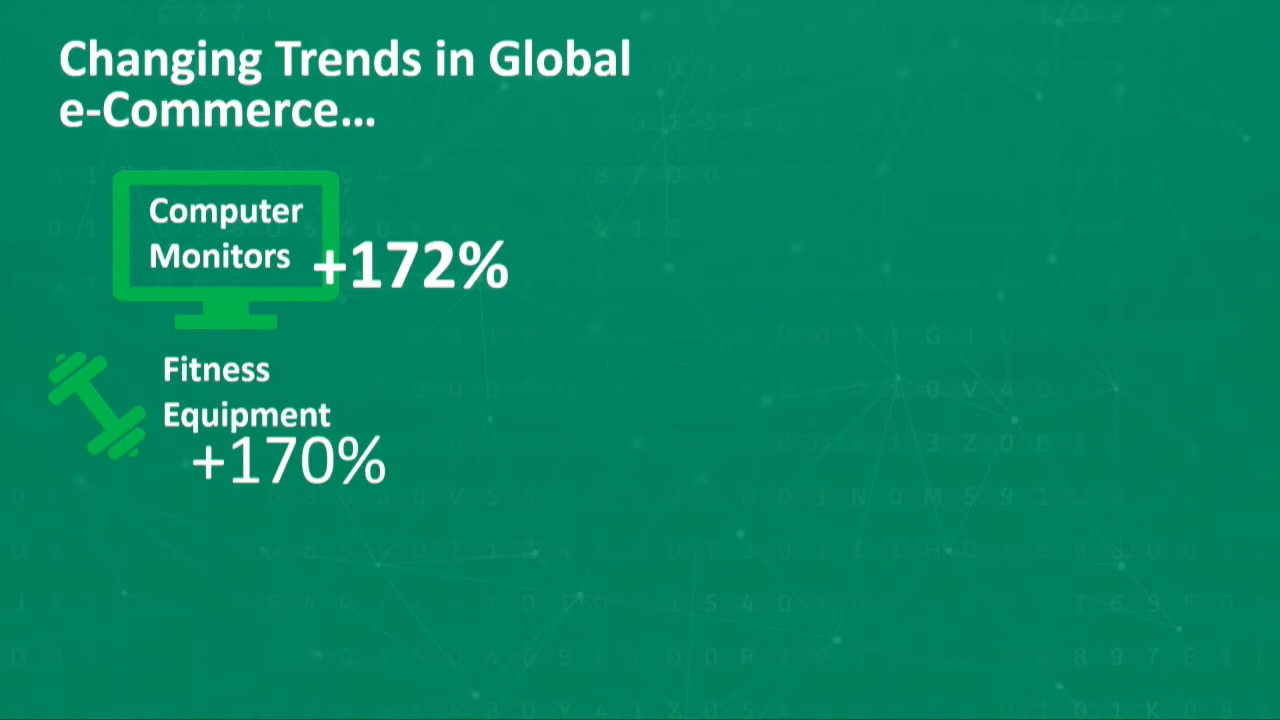 Changing Trends in Global
e-Commerce...
Computer
Monitors
+172%
Fitness
Equipment
+170%